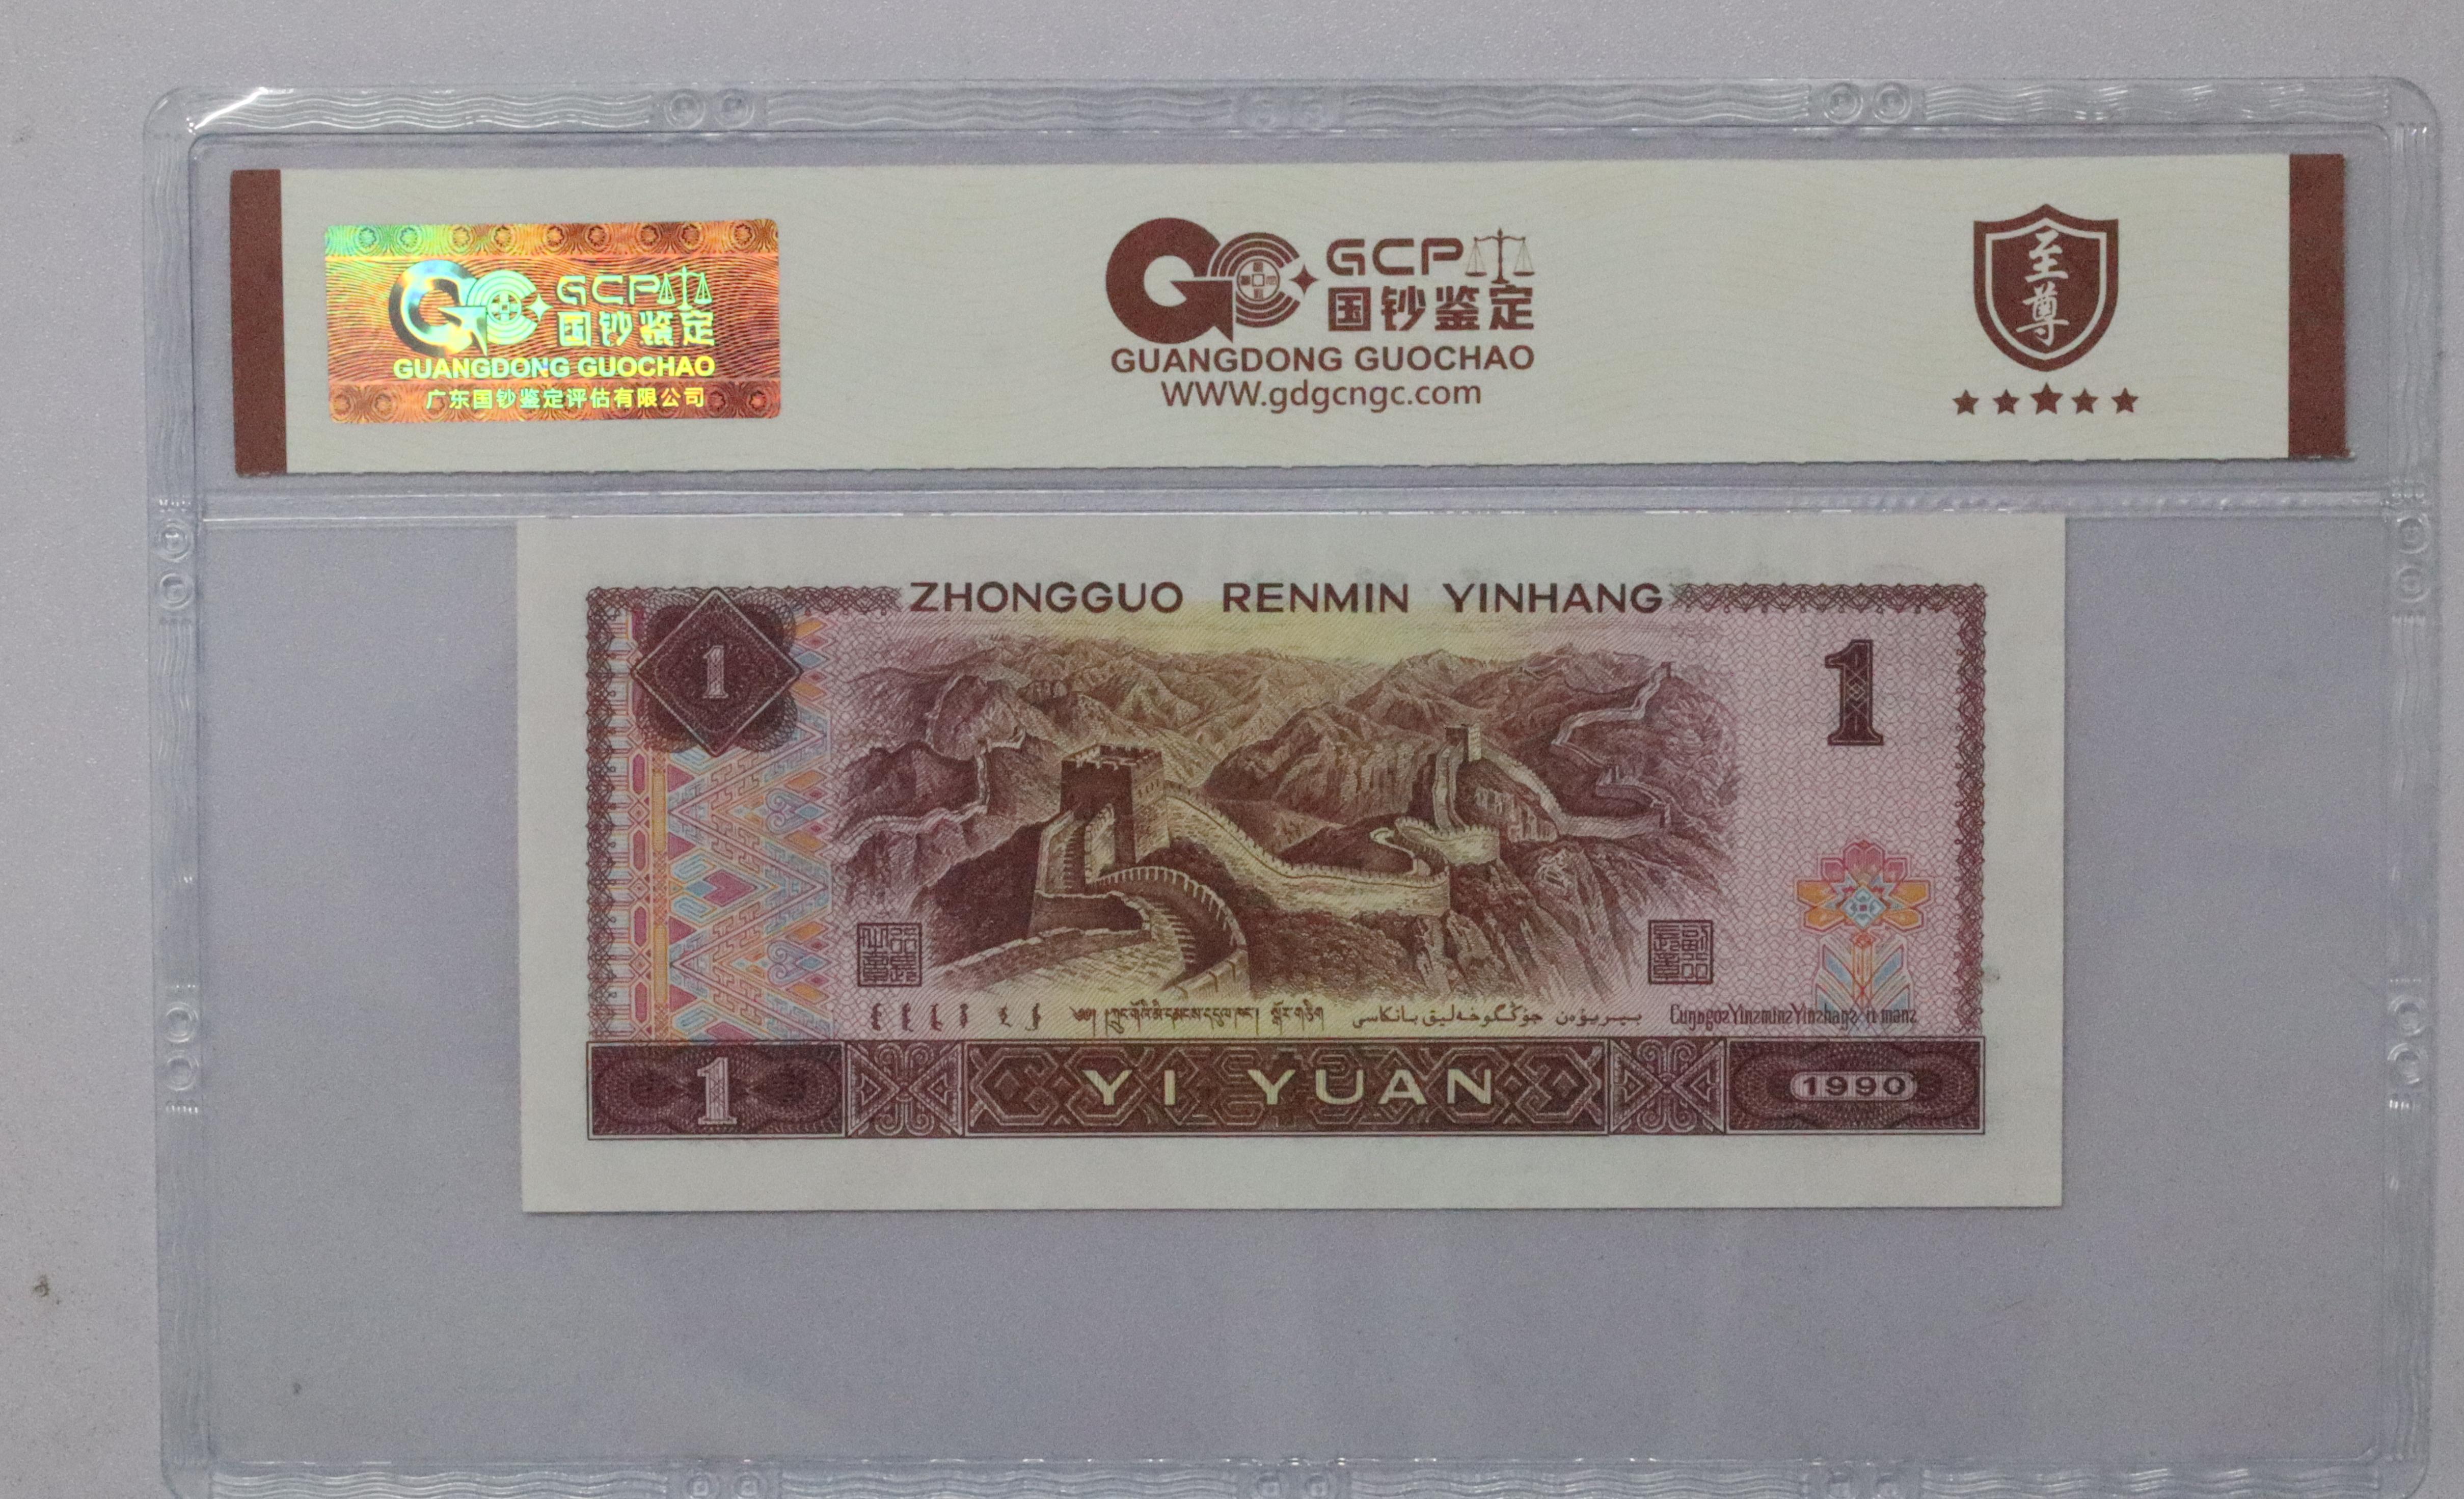 GCP
国钞鉴定
GUANGDONG GUOCHAO
广东国钞鉴定评估有限公司
GCP
国钞鉴定
GUANGDONG GUOCHAO
WWW.gdgcngc.com
至尊
ZHONGGUO RENMIN YINHANG
1
1
YI YUAN
1
1990